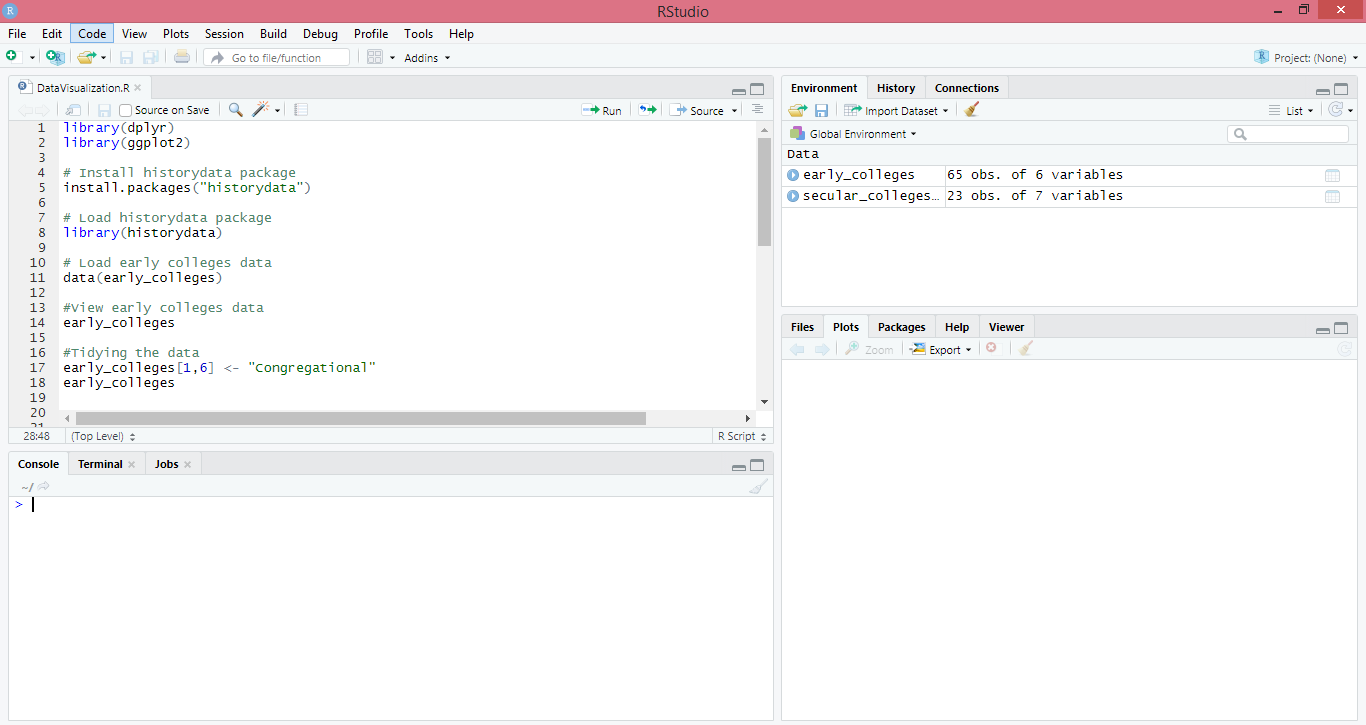 RStudio
File Edit Code View Plots Session Build Debug Profile Tools Help
Go to file/function Addins Project: (None)
DataVisualization.R
Source on Save Run Source
1 library(dplyr)
2 library(ggplot2)
3
4 # Install historydata package
5 install.packages("historydata")
6
7 # Load historydata package
8 library(historydata)
9
10 # Load early colleges data
11 data(early_colleges)
12
13 #View early colleges data
14 early_colleges
15
16 #Tidying the data
17 early_colleges[1,6] <- "Congregational"
18 early_colleges
19
20
21
28:48 (Top Level) R Script
Console Terminal Jobs
~/
>
Environment History Connections
Import Dataset List
Global Environment
Data
early_colleges 65 obs. of 6 variables
secular_colleges… 23 obs. of 7 variables
Files Plots Packages Help Viewer
Zoom Export